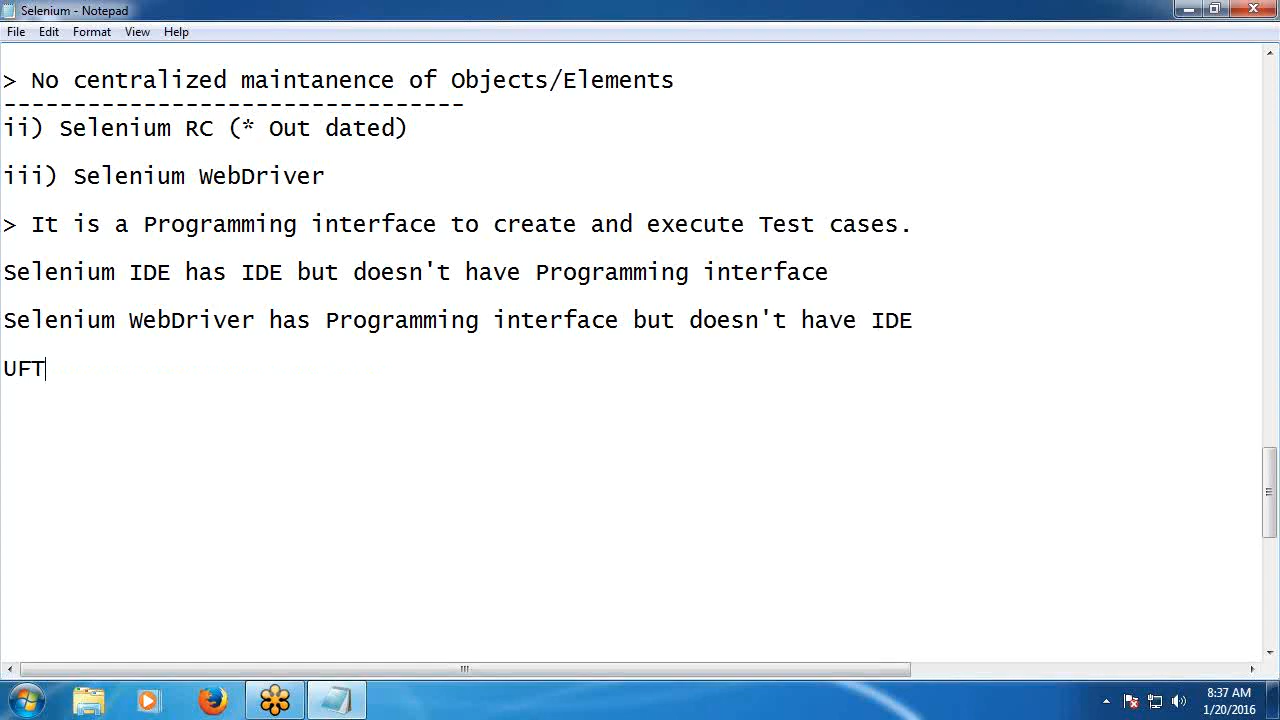 Selenium - Notepad
File Edit Format View Help
> No centralized maintanence of Objects/Elements
---------------------------------
ii) Selenium RC (* Out dated)
iii) Selenium WebDriver
> It is a Programming interface to create and execute Test cases.
Selenium IDE has IDE but doesn't have Programming interface
Selenium WebDriver has Programming interface but doesn't have IDE
UFT
8:37 AM
1/20/2016